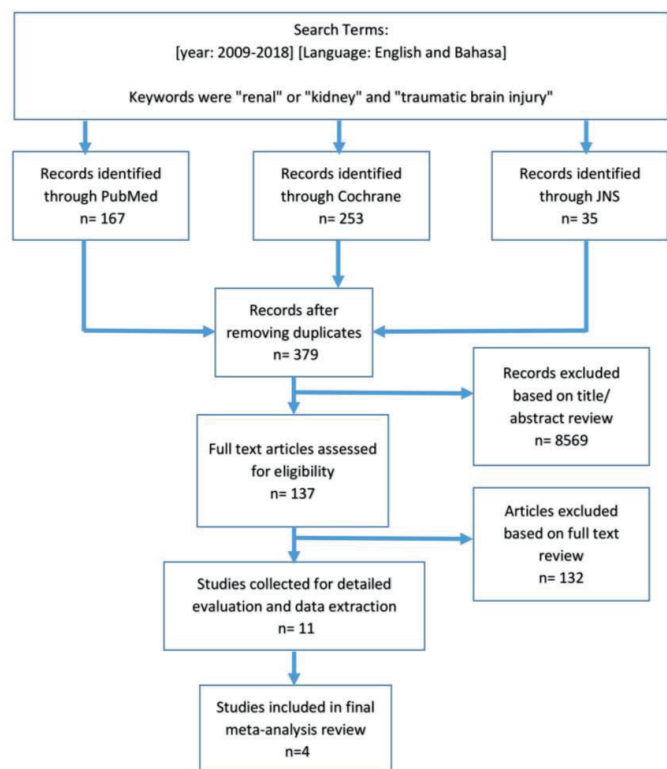 Search Terms:
[year: 2009-2018] [Language: English and Bahasa]
Keywords were "renal" or "kidney" and "traumatic brain injury"
Records identified
through PubMed
n= 167
Records identified
through Cochrane
n= 253
Records identified
through JNS
n= 35
Records after
removing duplicates
n= 379
Records excluded
based on title/
abstract review
n= 8569
Full text articles assessed
for eligibility
n= 137
Articles excluded
based on full text
review
n= 132
Studies collected for detailed
evaluation and data extraction
n= 11
Studies included in final
meta-analysis review
n=4